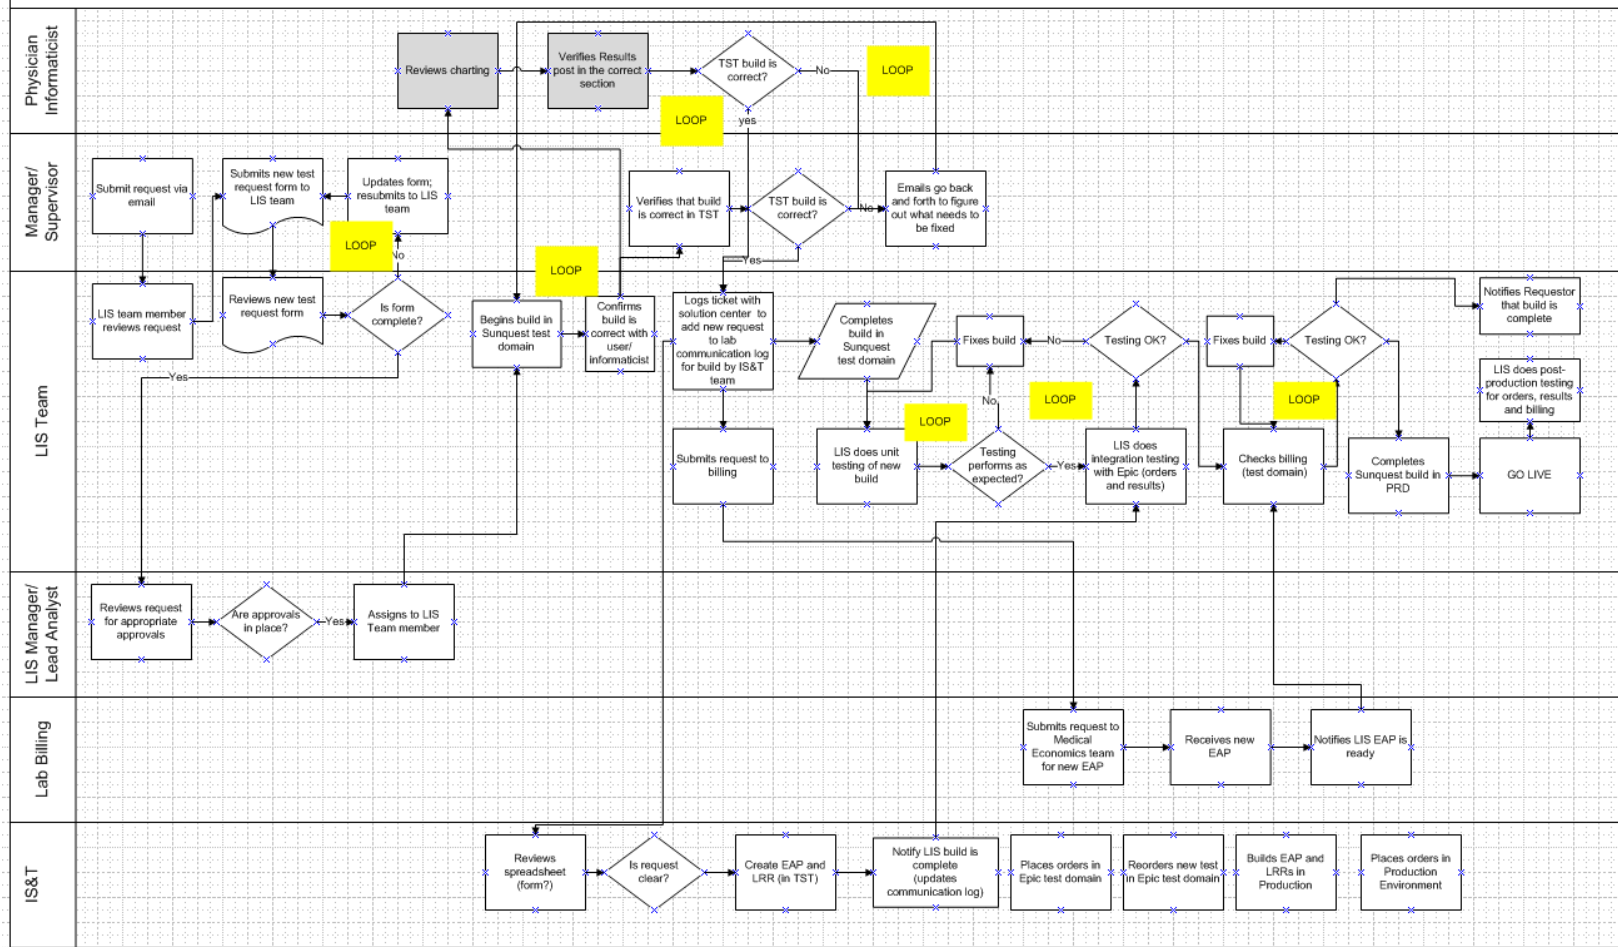 Physician
Informaticist
Reviews charting
Verifies Results
post in the correct
section
TST build is
correct?
No
yes
LOOP
LOOP
Manager/
Supervisor
Submit request via
email
Submits new test
request form to
LIS team
Updates form;
resubmits to LIS
team
LOOP
No
Verifies that build
is correct in TST
TST build is
correct?
No
Yes
Emails go back
and forth to figure
out what needs to
be fixed
LIS Team
LIS team member
reviews request
Reviews new test
request form
Is form
complete?
Yes
LOOP
Begins build in
Sunquest test
domain
Confirms
build is
correct with
user/
informaticist
Logs ticket with
solution center to
add new request
to lab
communication log
for build by IS&T
team
Completes
build in
Sunquest
test domain
Fixes build
No
Testing OK?
Fixes build
Testing OK?
Notifies Requestor
that build is
complete
LIS does post-
production testing
for orders, results
and billing
No
LOOP
LOOP
LOOP
Submits request to
billing
LIS does unit
testing of new
build
Testing
performs as
expected?
Yes
LIS does
integration testing
with Epic (orders
and results)
Checks billing
(test domain)
Completes
Sunquest build in
PRD
GO LIVE
LIS Manager/
Lead Analyst
Reviews request
for appropriate
approvals
Are approvals
in place?
Yes
Assigns to LIS
Team member
Lab Billing
Submits request to
Medical
Economics team
for new EAP
Receives new
EAP
Notifies LIS EAP is
ready
IS&T
Reviews
spreadsheet
(form?)
Is request
clear?
Create EAP and
LRR (in TST)
Notify LIS build is
complete
(updates
communication log)
Places orders in
Epic test domain
Reorders new test
in Epic test domain
Builds EAP and
LRRs in
Production
Places orders in
Production
Environment